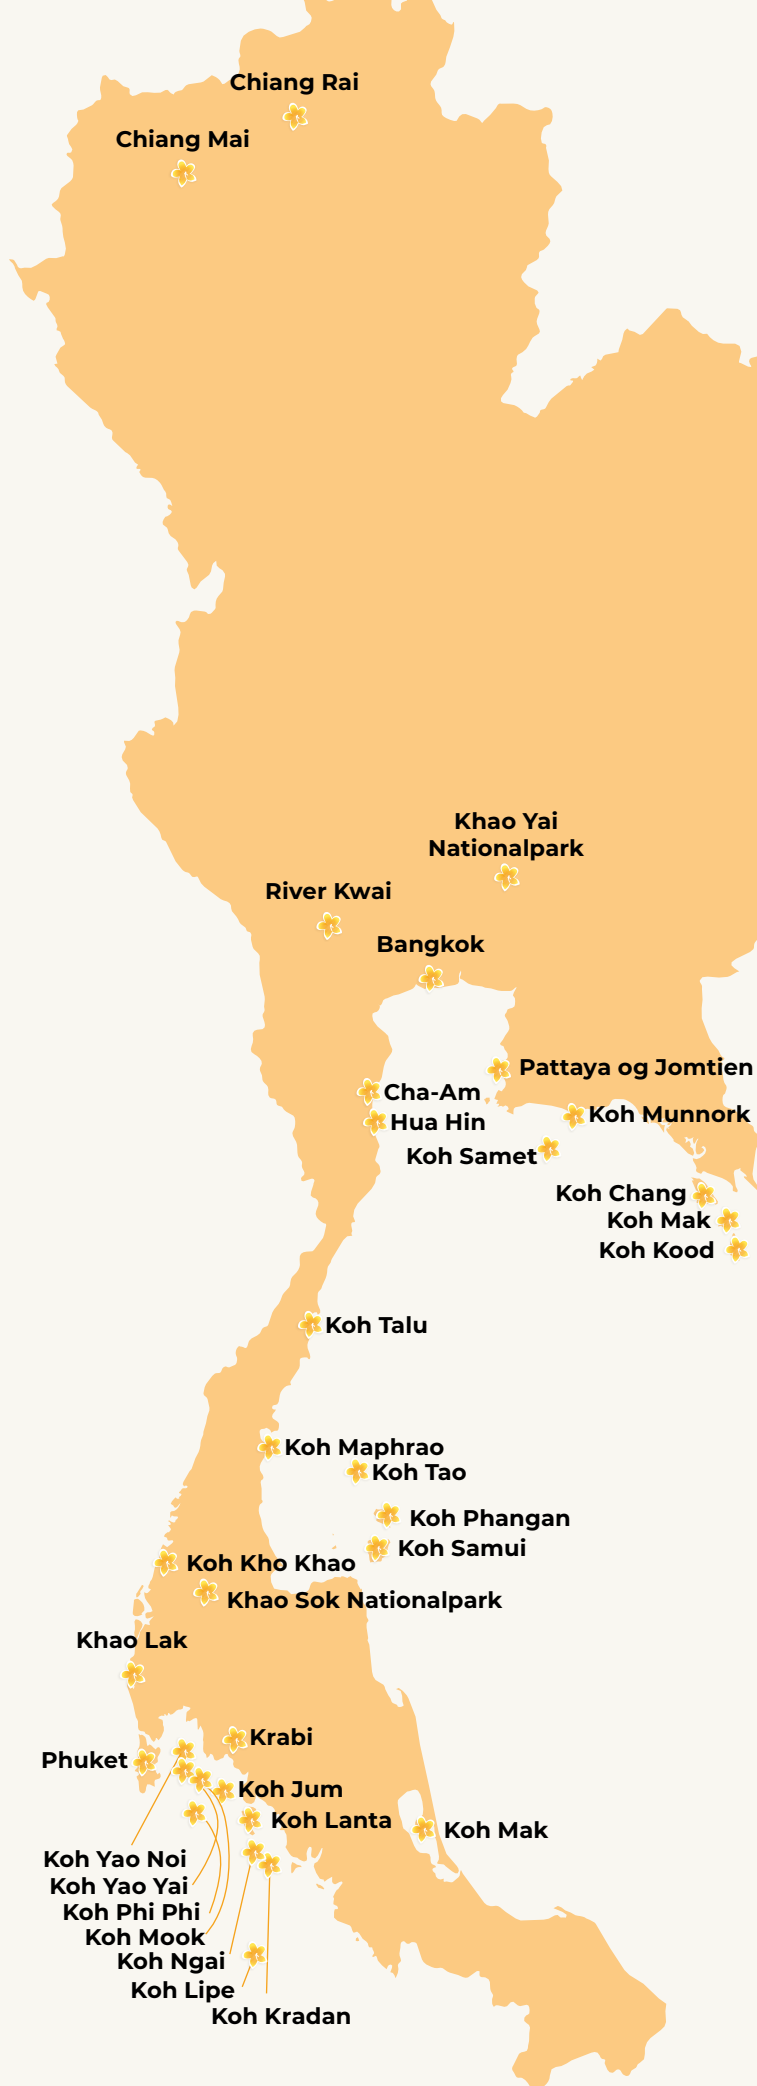 Chiang Rai
Chiang Mai
Khao Yai
Nationalpark
River Kwai
Bangkok
Pattaya og Jomtien
Cha-Am
Koh Munnork
Hua Hin
Koh Samet
Koh Chang
Koh Mak
Koh Kood
Koh Talu
Koh Maphrao
Koh Tao
Koh Phangan
Koh Samui
Koh Kho Khao
Khao Sok Nationalpark
Khao Lak
Krabi
Phuket
Koh Jum
Koh Lanta
Koh Mak
Koh Yao Noi
Koh Yao Yai
Koh Phi Phi
Koh Mook
Koh Ngai
Koh Lipe
Koh Kradan